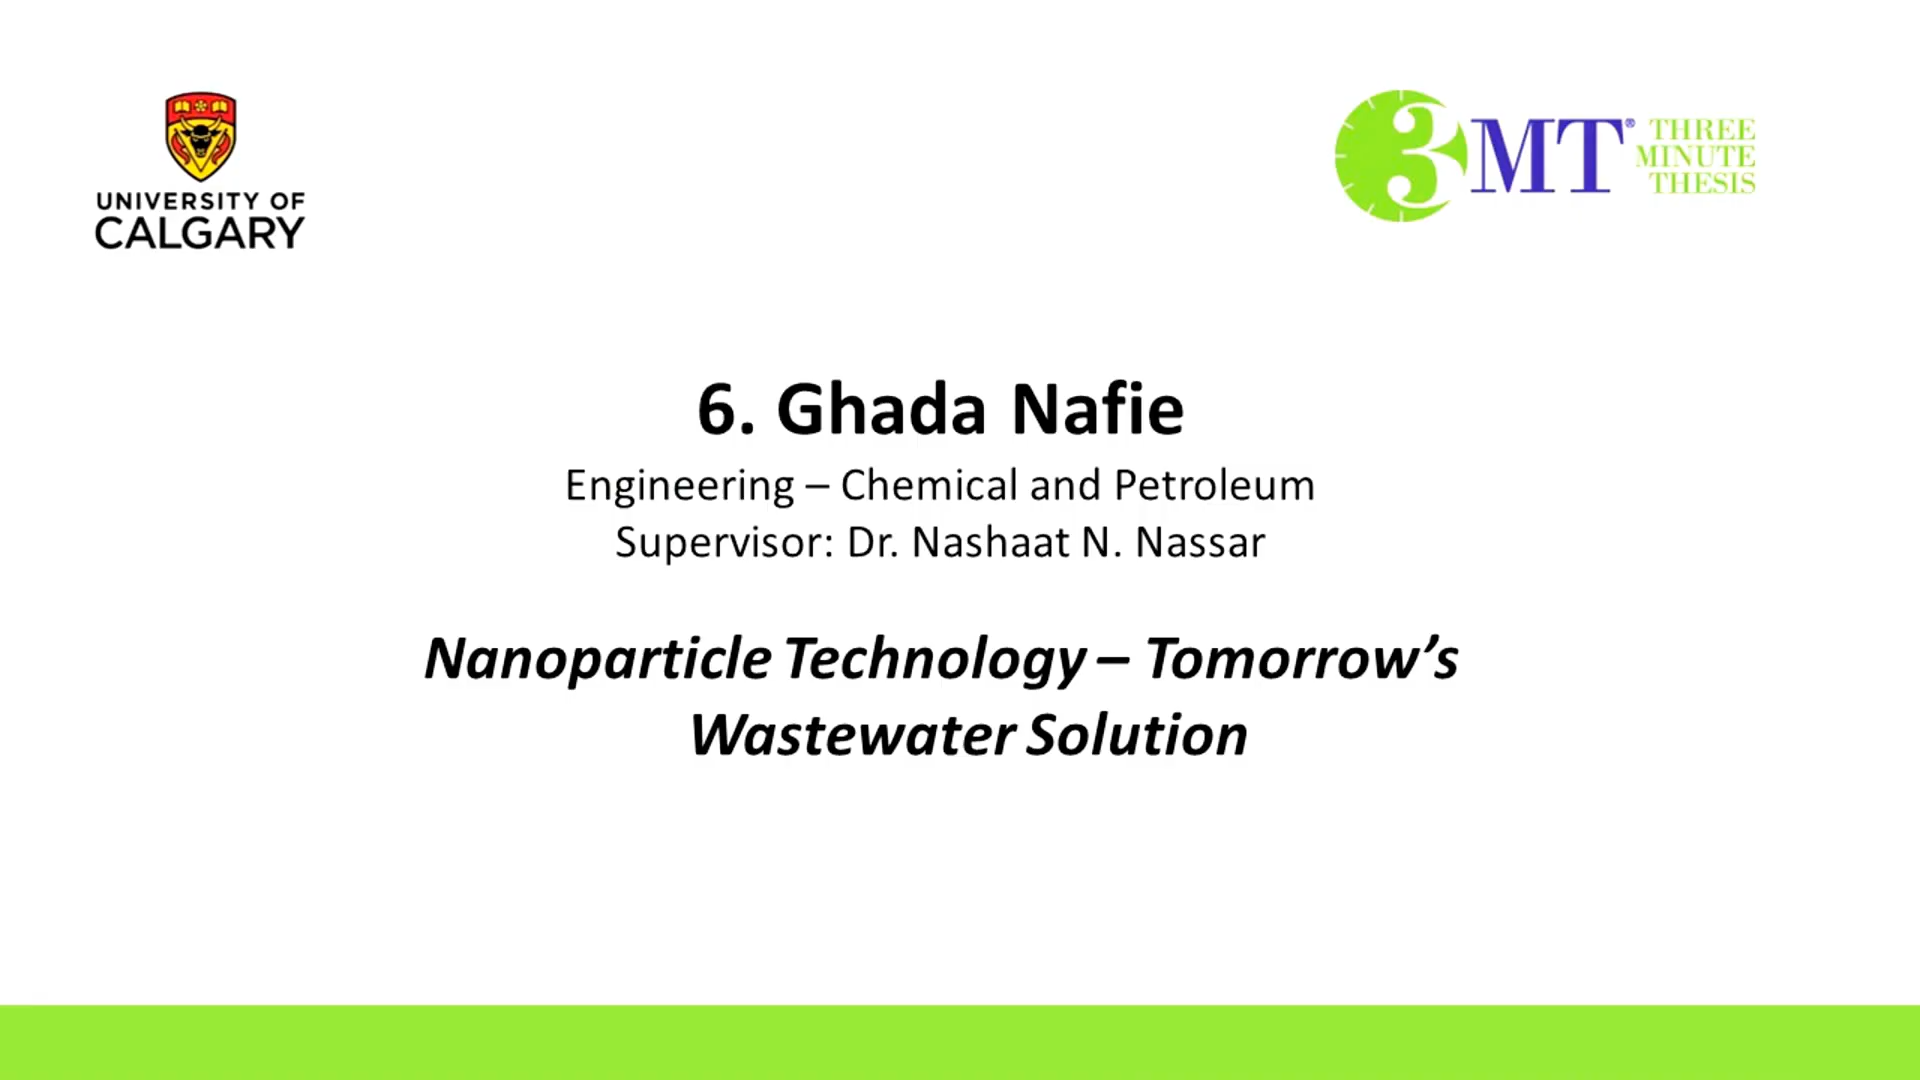 UNIVERSITY OF
CALGARY
3MT® THREE
MINUTE
THESIS
6. Ghada Nafie
Engineering – Chemical and Petroleum
Supervisor: Dr. Nashaat N. Nassar
Nanoparticle Technology – Tomorrow’s
Wastewater Solution